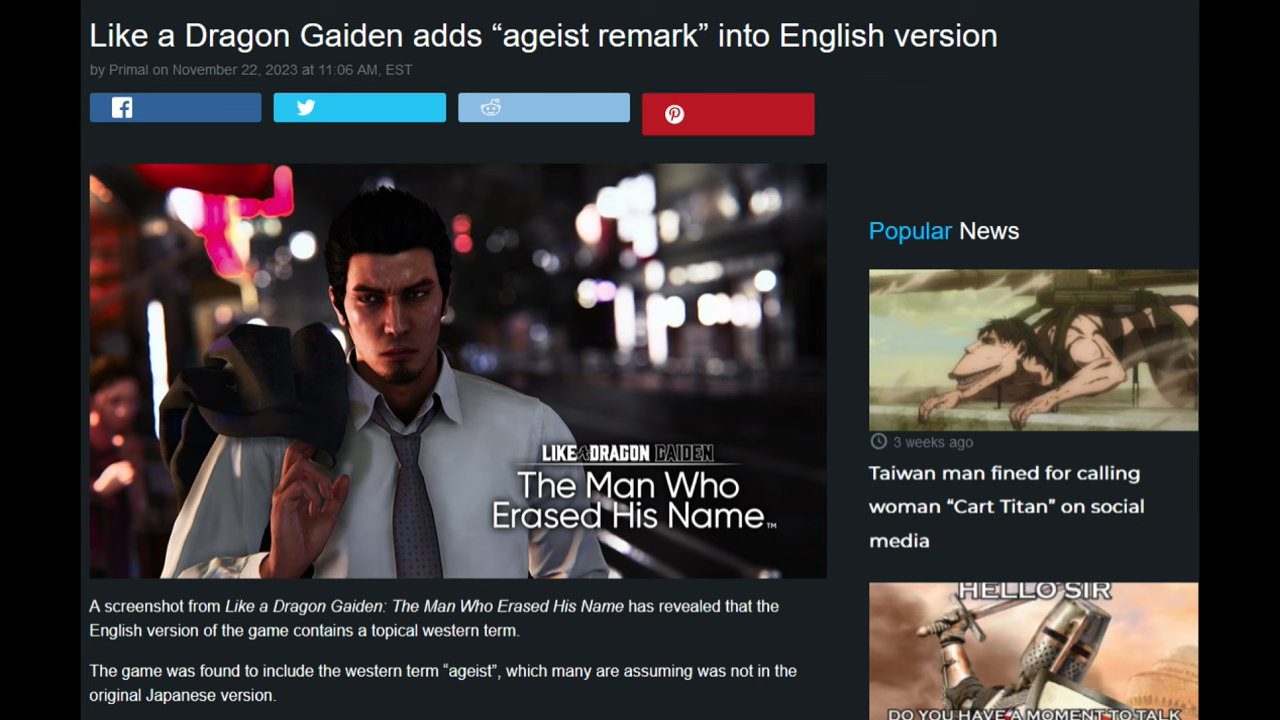 Like a Dragon Gaiden adds “ageist remark” into English version
by Primal on November 22, 2023 at 11:06 AM, EST
LIKE A DRAGON GAIDEN
The Man Who
Erased His Name™
A screenshot from Like a Dragon Gaiden: The Man Who Erased His Name has revealed that the
English version of the game contains a topical western term.
The game was found to include the western term “ageist”, which many are assuming was not in the
original Japanese version.
Popular News
3 weeks ago
Taiwan man fined for calling
woman “Cart Titan” on social
media
HELLO SIR
DO YOU HAVE A MOMENT TO TALK